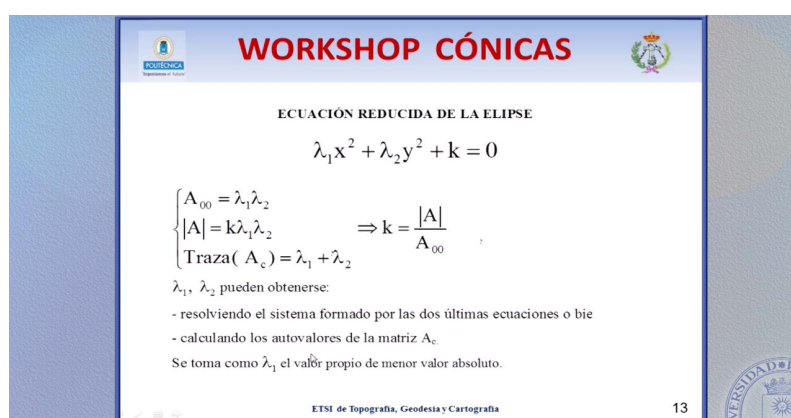 WORKSHOP CÓNICAS
POLITÉCNICA
ECUACIÓN REDUCIDA DE LA ELIPSE
λ₁x² + λ₂y² + k = 0
A₀₀ = λ₁λ₂
|A| = kλ₁λ₂ ⇒ k = |A| / A₀₀
Traza( A_c ) = λ₁ + λ₂
λ₁, λ₂ pueden obtenerse:
- resolviendo el sistema formado por las dos últimas ecuaciones o bie
- calculando los autovalores de la matriz A_c.
Se toma como λ₁ el valor propio de menor valor absoluto.
ETSI de Topografía, Geodesia y Cartografía
13